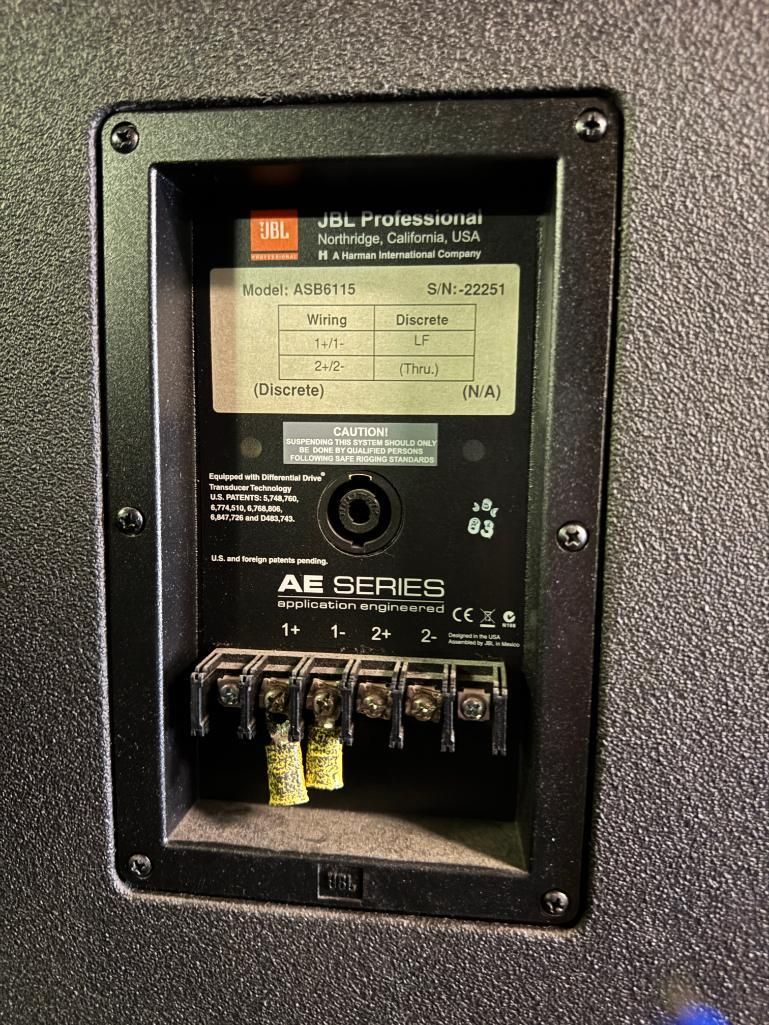 JBL
PROFESSIONAL
JBL Professional
Northridge, California, USA
H A Harman International Company
Model: ASB6115 S/N:-22251
Wiring Discrete
1+/1- LF
2+/2- (Thru.)
(Discrete) (N/A)
CAUTION!
SUSPENDING THIS SYSTEM SHOULD ONLY
BE DONE BY QUALIFIED PERSONS
FOLLOWING SAFE RIGGING STANDARDS
Equipped with Differential Drive®
Transducer Technology
U.S. PATENTS: 5,748,760,
6,774,510, 6,768,806,
6,847,726 and D483,743.
U.S. and foreign patents pending.
83
AE SERIES
application engineered
CE
N108
1+ 1- 2+ 2-
Designed in the USA
Assembled by JBL in Mexico
JBL